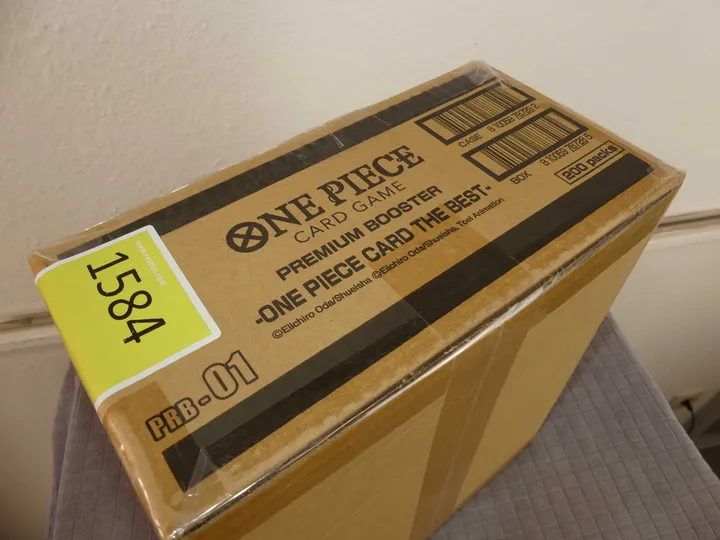 ONE PIECE
CARD GAME
PREMIUM BOOSTER
-ONE PIECE CARD THE BEST-
©Eiichiro Oda/Shueisha ©Eiichiro Oda/Shueisha, Toei Animation
CASE
BOX
200 packs
1584
PRB-01